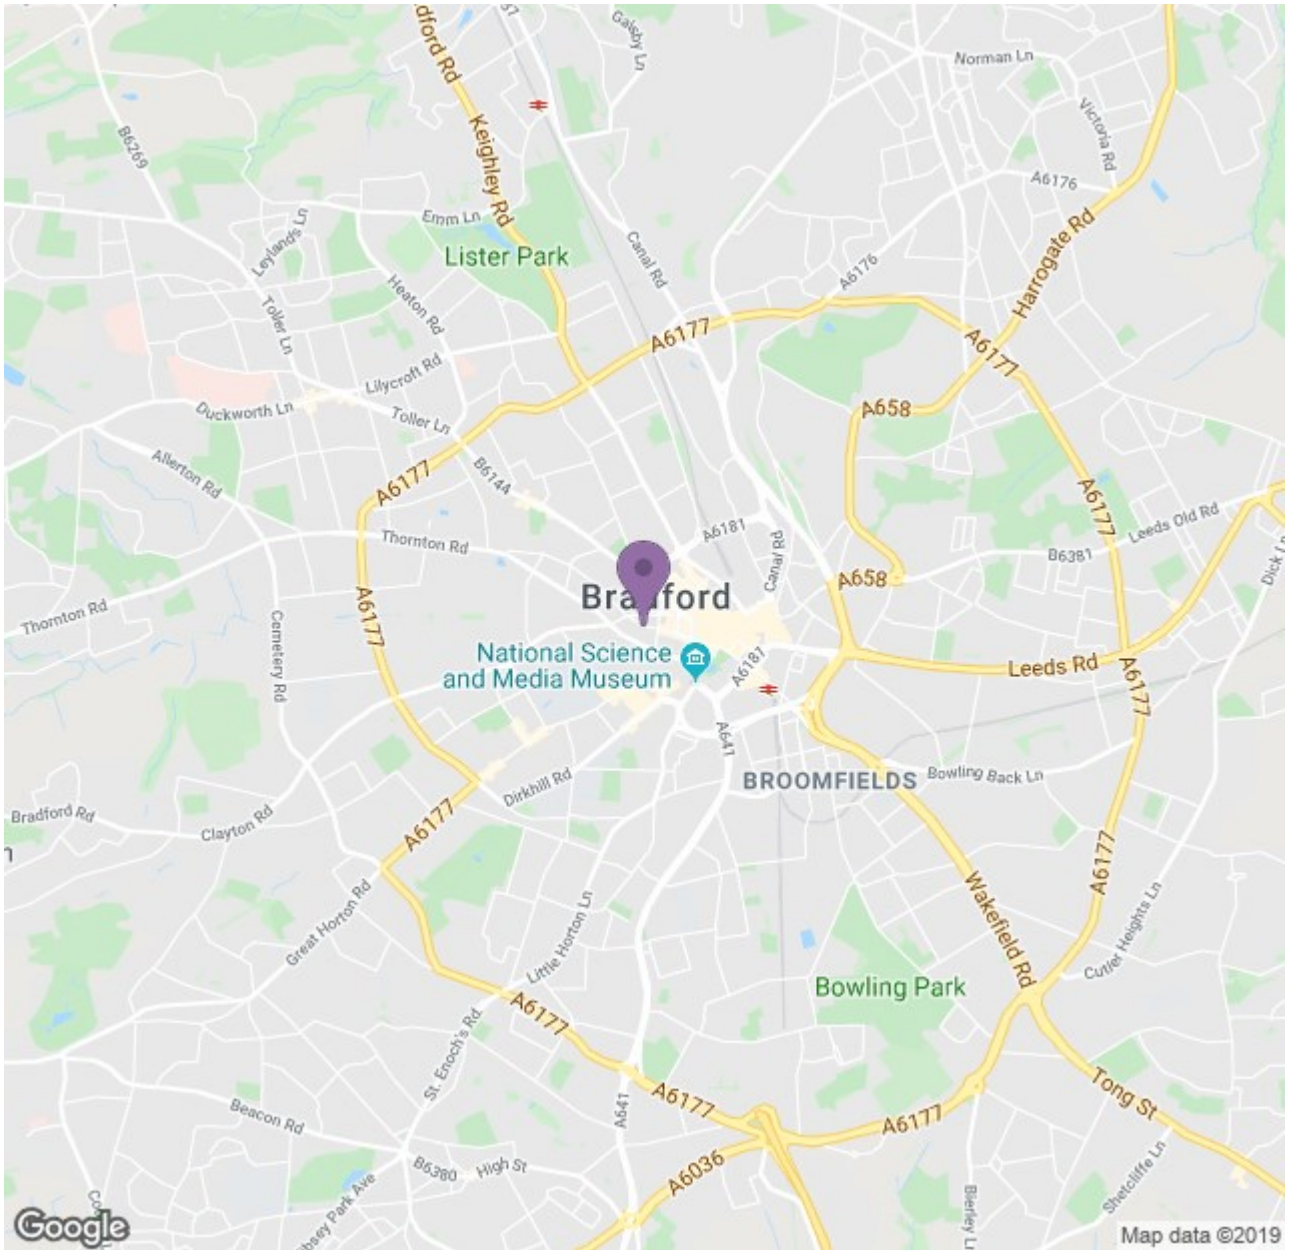 dford Rd
Galsby Ln
Norman Ln
B6269
Keighley Rd
Victoria Rd
A6176
Emm Ln
Leylands Ln
Lister Park
Canal Rd
Harrogate Rd
A6176
Heaton Rd
Toller Ln
A6177
A6177
Lilycroft Rd
Duckworth Ln
Toller Ln
A658
Allerton Rd
B6144
A6177
A6177
Leeds Old Rd
A6181
Thornton Rd
Canal Rd
B6381
Dick Ln
A658
Bradford
Thornton Rd
A6177
Cemetery Rd
National Science
and Media Museum
A6187
Leeds Rd
A6177
A641
BROOMFIELDS
Bowling Back Ln
Dirkhill Rd
Bradford Rd
Clayton Rd
A6177
A6177
Great Horton Rd
Wakefield Rd
Little Horton Ln
Cutler Heights Ln
Bowling Park
A6177
St. Enoch's Rd
A6177
A641
A6177
Tong St
Beacon Rd
B6380
High St
A6036
Shetcliffe Ln
Bierley Ln
bsey Park Ave
Google
Map data ©2019